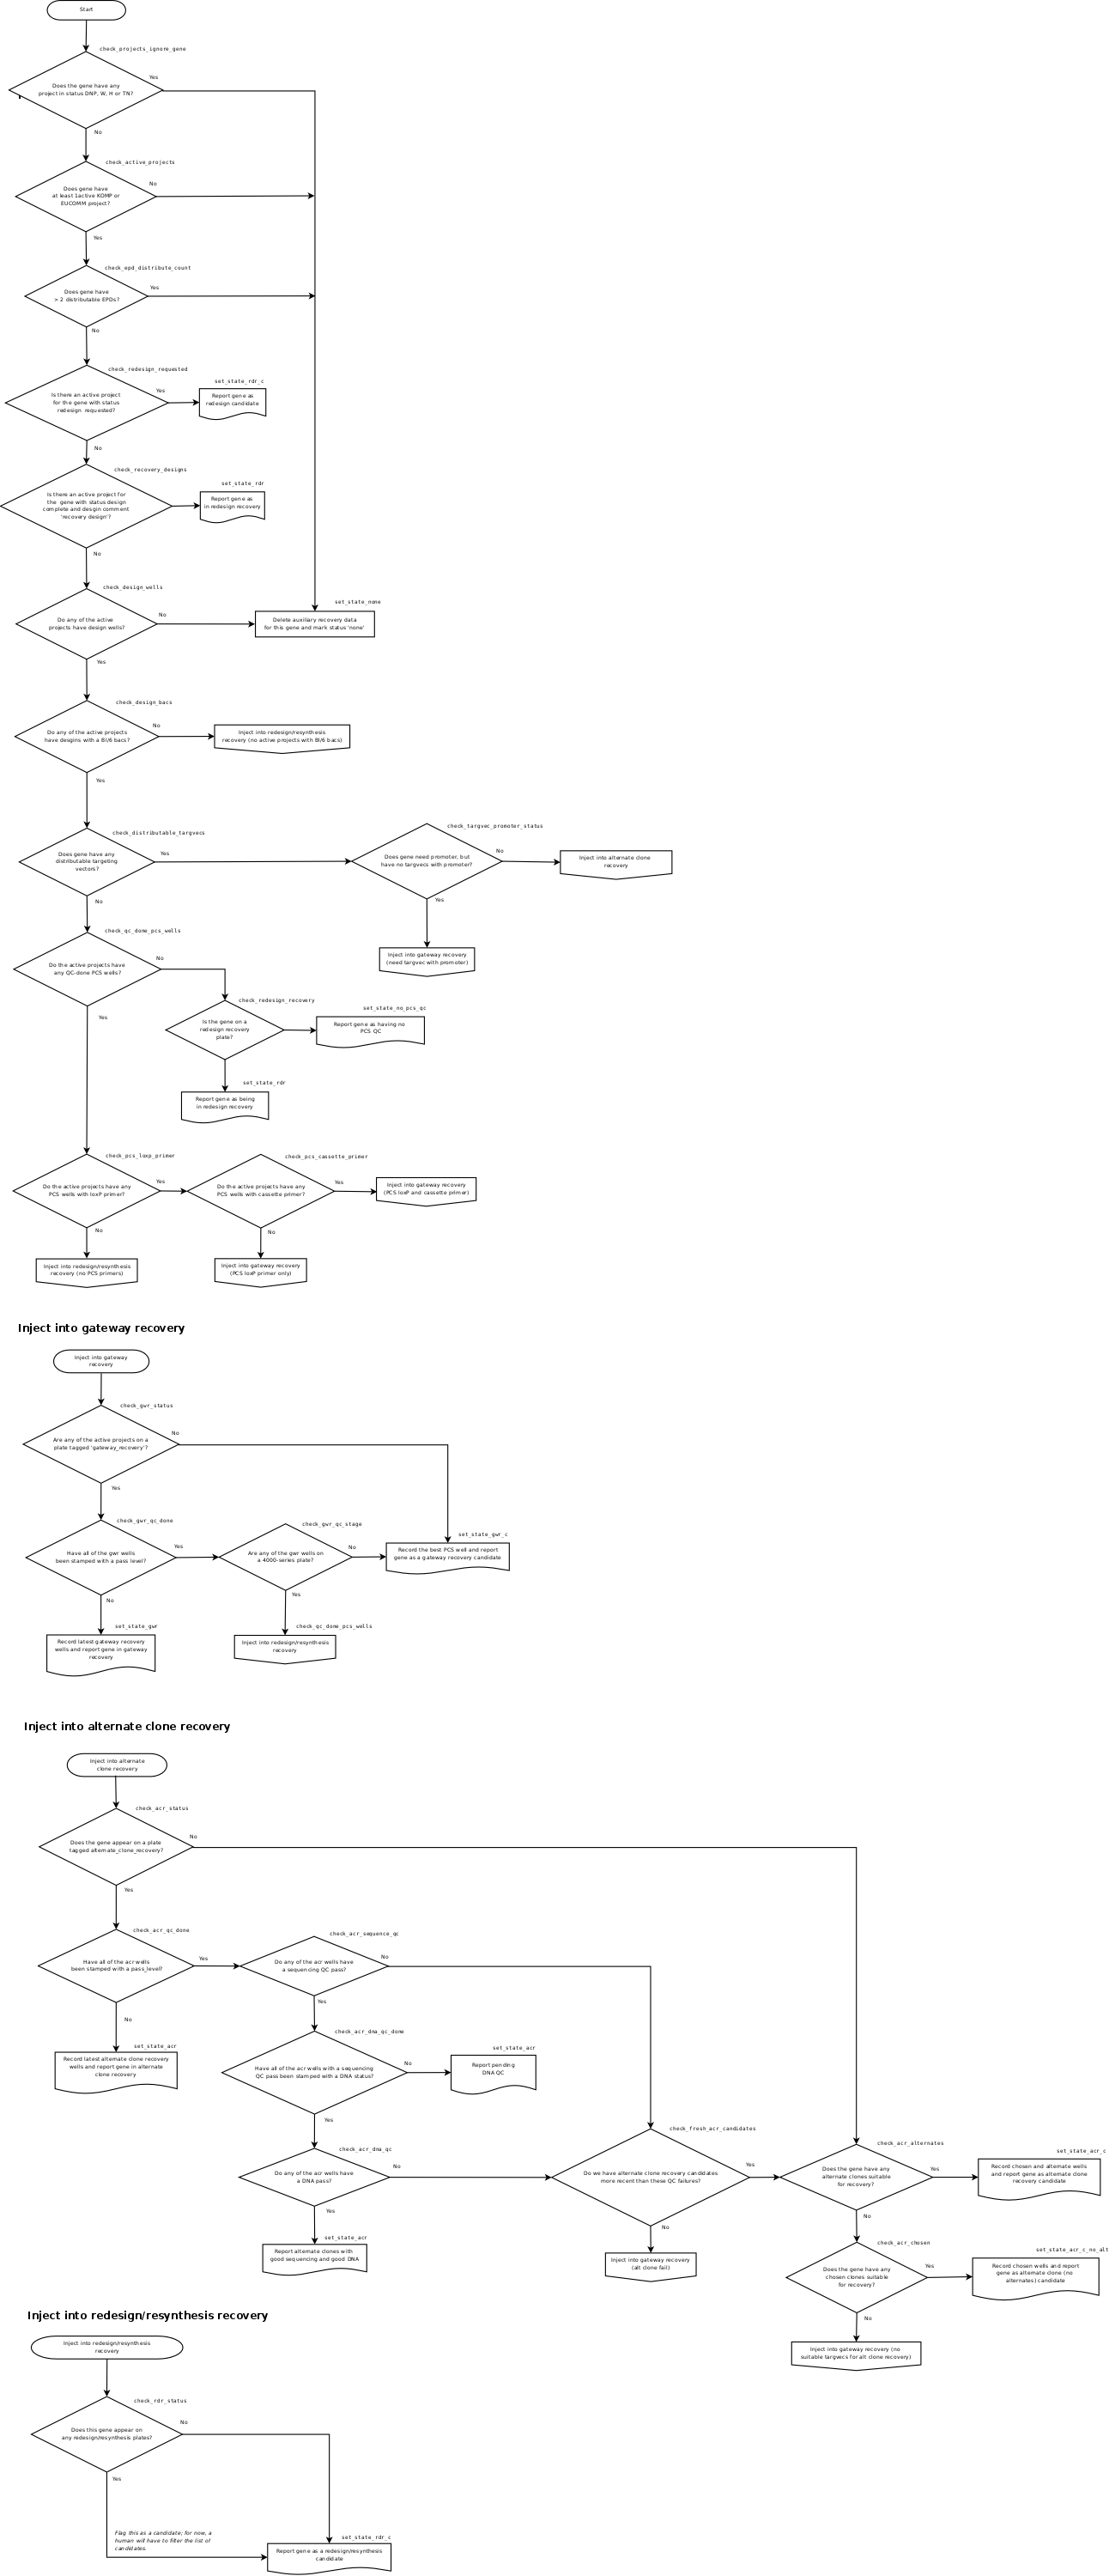 Start
check_projects_ignore_gene
Does the gene have any
project in status DNP, W, H or TN?
Yes
No
check_active_projects
Does gene have
at least 1active KOMP or
EUCOMM project?
No
Yes
check_epd_distribute_count
Does gene have
> 2 distributable EPDs?
Yes
No
check_redesign_requested
Is there an active project
for the gene with status
redesign requested?
Yes
set_state_rdr_c
Report gene as
redesign candidate
No
check_recovery_designs
Is there an active project for
the gene with status design
complete and desgin comment
'recovery design'?
set_state_rdr
Report gene as
in redesign recovery
No
check_design_wells
Do any of the active
projects have design wells?
No
set_state_none
Delete auxiliary recovery data
for this gene and mark status 'none'
Yes
check_design_bacs
Do any of the active projects
have desgins with a Bl/6 bacs?
No
Inject into redesign/resynthesis
recovery (no active projects with Bl/6 bacs)
Yes
check_distributable_targvecs
Does gene have any
distributable targeting
vectors?
Yes
check_targvec_promoter_status
Does gene need promoter, but
have no targvecs with promoter?
No
Inject into alternate clone
recovery
Yes
Inject into gateway recovery
(need targvec with promoter)
No
check_qc_done_pcs_wells
Do the active projects have
any QC-done PCS wells?
No
check_redesign_recovery
Is the gene on a
redesign recovery
plate?
set_state_no_pcs_qc
Report gene as having no
PCS QC
set_state_rdr
Report gene as being
in redesign recovery
Yes
check_pcs_loxp_primer
Do the active projects have any
PCS wells with loxP primer?
Yes
check_pcs_cassette_primer
Do the active projects have any
PCS wells with cassette primer?
Yes
Inject into gateway recovery
(PCS loxP and cassette primer)
No
Inject into redesign/resynthesis
recovery (no PCS primers)
No
Inject into gateway recovery
(PCS loxP primer only)
Inject into gateway recovery
Inject into gateway
recovery
check_gwr_status
Are any of the active projects on a
plate tagged 'gateway_recovery'?
No
Yes
check_gwr_qc_done
Have all of the gwr wells
been stamped with a pass level?
Yes
check_gwr_qc_stage
Are any of the gwr wells on
a 4000-series plate?
No
set_state_gwr_c
Record the best PCS well and report
gene as a gateway recovery candidate
No
set_state_gwr
Record latest gateway recovery
wells and report gene in gateway
recovery
Yes
check_qc_done_pcs_wells
Inject into redesign/resynthesis
recovery
Inject into alternate clone recovery
Inject into alternate
clone recovery
check_acr_status
Does the gene appear on a plate
tagged alternate_clone_recovery?
No
Yes
check_acr_qc_done
Have all of the acr wells
been stamped with a pass_level?
Yes
check_acr_sequence_qc
Do any of the acr wells have
a sequencing QC pass?
No
No
set_state_acr
Record latest alternate clone recovery
wells and report gene in alternate
clone recovery
Yes
check_acr_dna_qc_done
Have all of the acr wells with a sequencing
QC pass been stamped with a DNA status?
No
set_state_acr
Report pending
DNA QC
Yes
check_acr_dna_qc
Do any of the acr wells have
a DNA pass?
No
Yes
set_state_acr
Report alternate clones with
good sequencing and good DNA
check_fresh_acr_candidates
Do we have alternate clone recovery candidates
more recent than these QC failures?
Yes
No
Inject into gateway recovery
(alt clone fail)
check_acr_alternates
Does the gene have any
alternate clones suitable
for recovery?
Yes
set_state_acr_c
Record chosen and alternate wells
and report gene as alternate clone
recovery candidate
No
check_acr_chosen
Does the gene have any
chosen clones suitable
for recovery?
Yes
set_state_acr_c_no_alt
Record chosen wells and report
gene as alternate clone (no
alternates) candidate
No
Inject into gateway recovery (no
suitable targvecs for alt clone recovery)
Inject into redesign/resynthesis recovery
Inject into redesign/resynthesis
recovery
check_rdr_status
Does this gene appear on
any redesign/resynthesis plates?
No
Yes
Flag this as a candidate; for now, a
human will have to filter the list of
candidates.
set_state_rdr_c
Report gene as a redesign/resynthesis
candidate